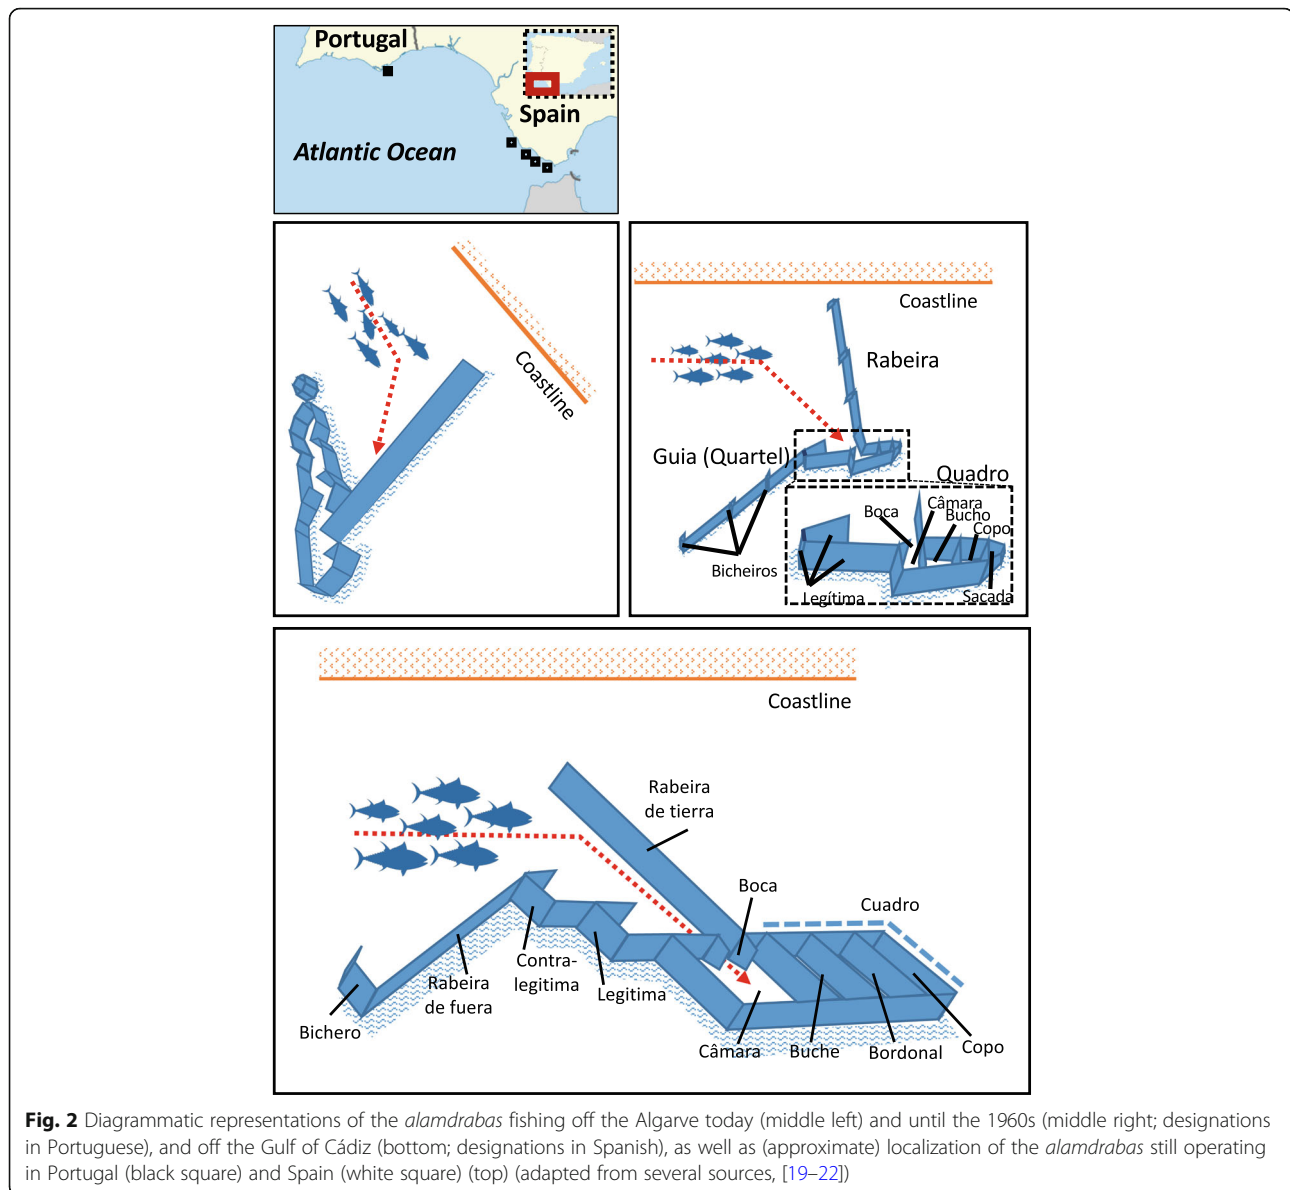 Portugal
Spain
Atlantic Ocean
Coastline
Coastline
Rabeira
Guia (Quartel)
Quadro
Câmara
Boca
Bucho
Copo
Bicheiros
Legítima
Sacada
Coastline
Rabeira
de tierra
Boca
Cuadro
Contra-
legitima
Rabeira
de fuera
Legitima
Bichero
Câmara
Buche
Bordonal
Copo
Fig. 2 Diagrammatic representations of the alamdrabas fishing off the Algarve today (middle left) and until the 1960s (middle right; designations
in Portuguese), and off the Gulf of Cádiz (bottom; designations in Spanish), as well as (approximate) localization of the alamdrabas still operating
in Portugal (black square) and Spain (white square) (top) (adapted from several sources, [19–22])